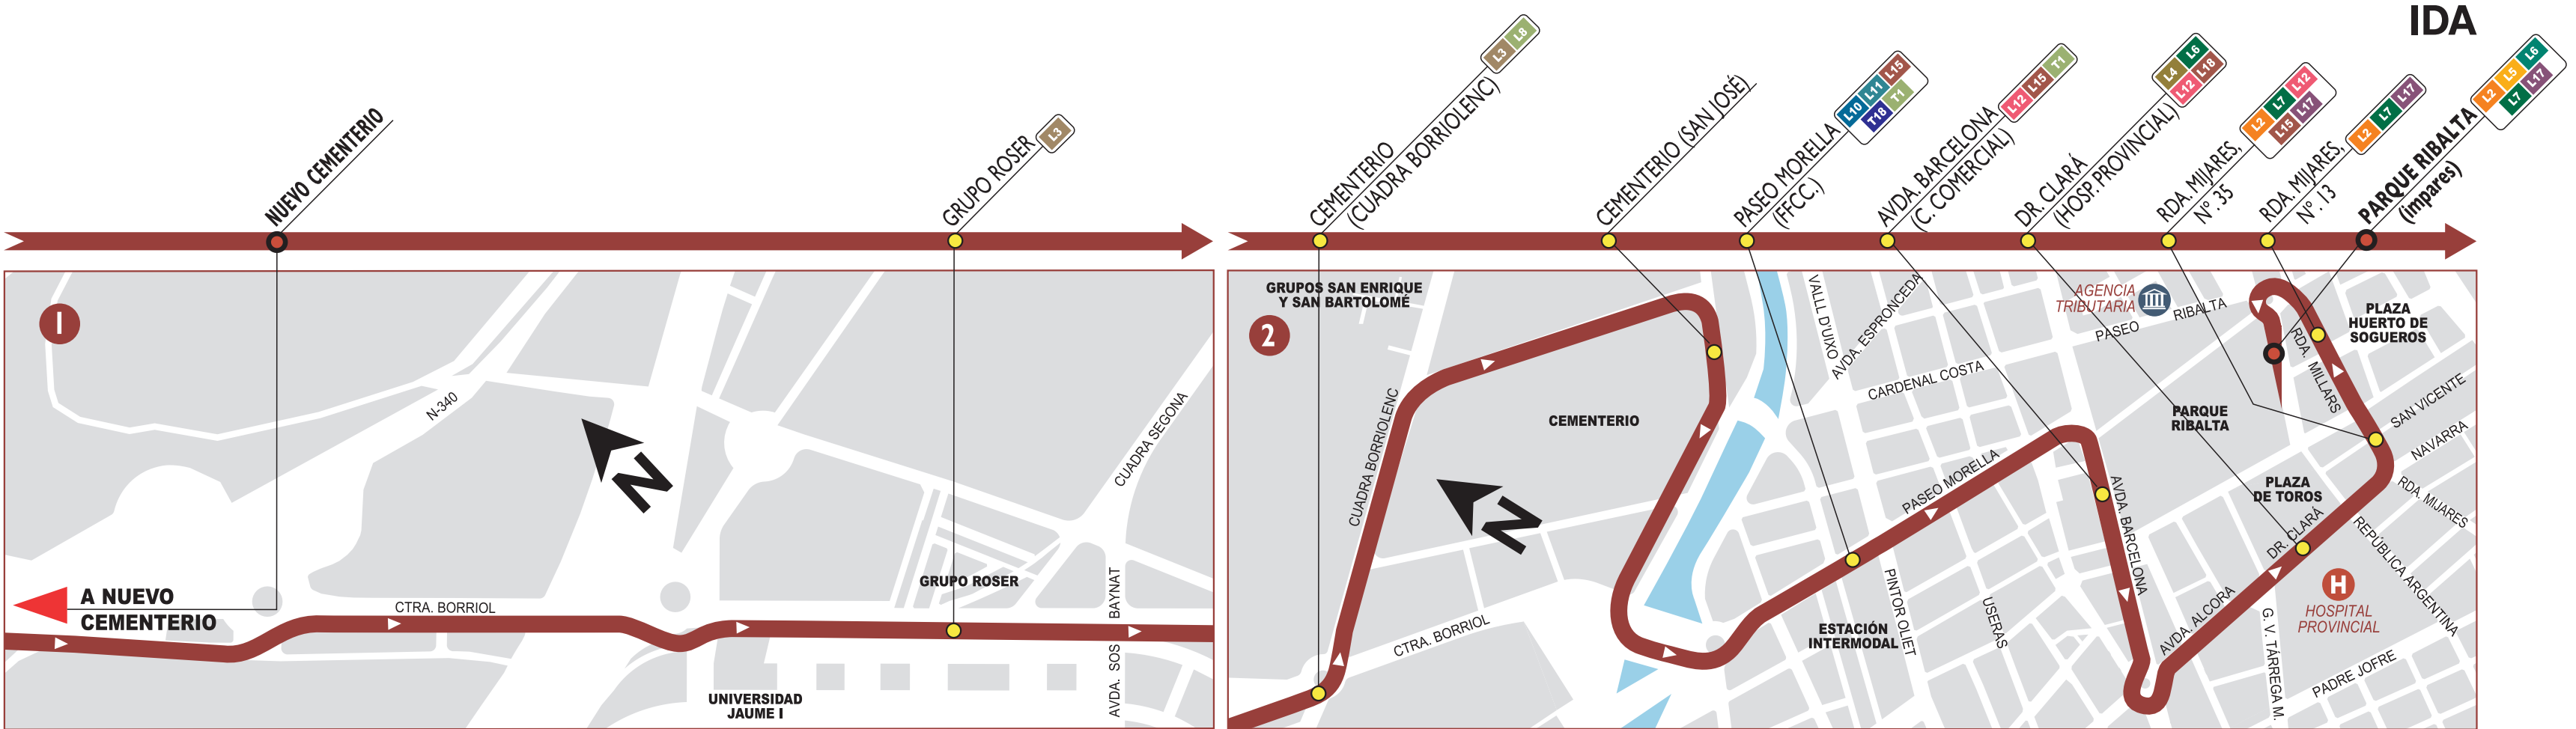 IDA
NUEVO CEMENTERIO
GRUPO ROSER
L3
CEMENTERIO
(CUADRA BORRIOLENC)
L3 L8
CEMENTERIO (SAN JOSÉ)
PASEO MORELLA
(FFCC.)
L10 L11 L15
T18 T1
AVDA. BARCELONA
(C. COMERCIAL)
L12 L15 T1
DR. CLARÁ
(HOSP. PROVINCIAL)
L4 L6
L12 L18
RDA. MIJARES,
Nº. 35
L2 L7 L12
L15 L17
RDA. MIJARES,
Nº. 13
L2 L7 L17
PARQUE RIBALTA
(impares)
L2 L5 L6
L7 L17
1
N-340
N
CUADRA SEGONA
A NUEVO
CEMENTERIO
CTRA. BORRIOL
GRUPO ROSER
UNIVERSIDAD
JAUME I
AVDA. SOS BAYNAT
GRUPOS SAN ENRIQUE
Y SAN BARTOLOMÉ
2
CUADRA BORRIOLENC
CEMENTERIO
N
CTRA. BORRIOL
VALLL D'UIXO
AVDA. ESPRONCEDA
CARDENAL COSTA
AGENCIA
TRIBUTARIA
PASEO RIBALTA
RDA. MILLARS
PLAZA
HUERTO DE
SOGUEROS
PARQUE
RIBALTA
SAN VICENTE
NAVARRA
PASEO MORELLA
AVDA. BARCELONA
PLAZA
DE TOROS
RDA. MIJARES
DR. CLARÁ
REPÚBLICA ARGENTINA
PINTOR OLIET
USERAS
ESTACIÓN
INTERMODAL
AVDA. ALCORA
H
HOSPITAL
PROVINCIAL
G. V. TÁRREGA M.
PADRE JOFRE